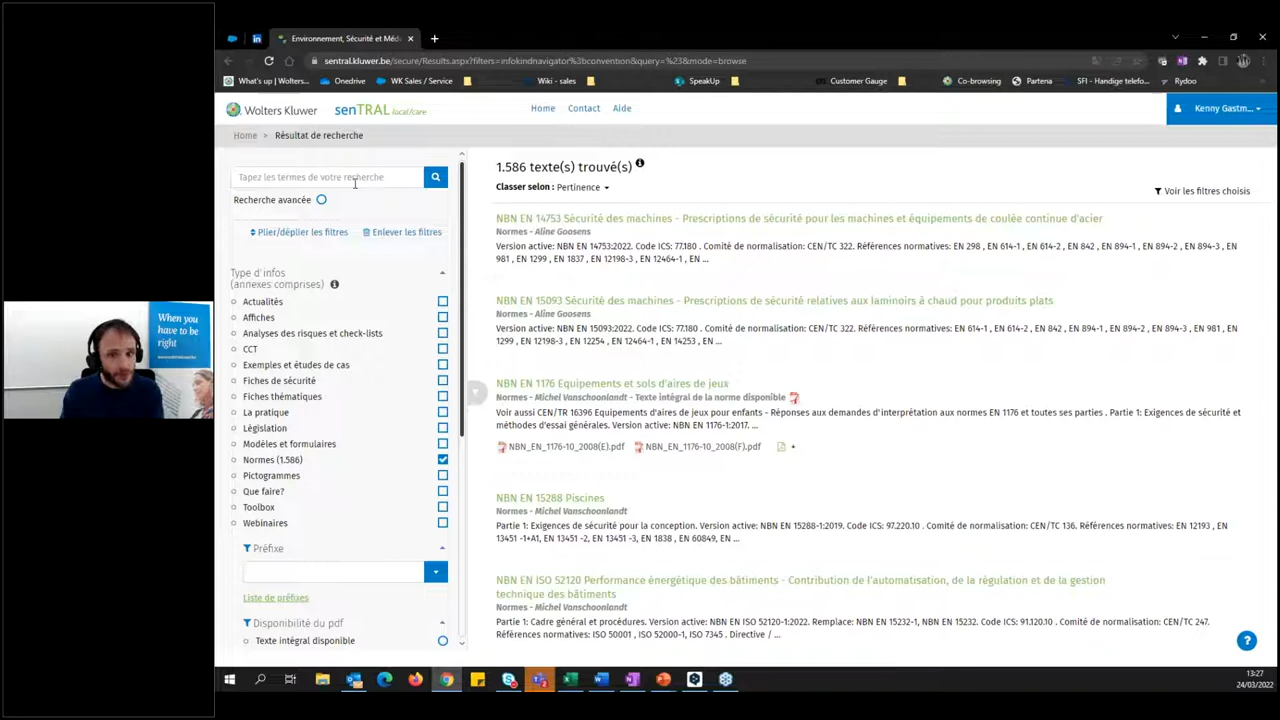 Environnement, Sécurité et Méd
sentral.kluwer.be/secure/Results.aspx?filters=infokindnavigator%3bconvention&query=%23&mode=browse
What's up | Wolters... Onedrive WK Sales / Service Wiki - sales SpeakUp Customer Gauge Co-browsing Partena SFI - Handige telefo... Rydoo
Wolters Kluwer senTRAL local/care Home Contact Aide Kenny Gastm...
Home > Résultat de recherche
Tapez les termes de votre recherche
Recherche avancée
Plier/déplier les filtres Enlever les filtres
Type d'infos
(annexes comprises)
Actualités
Affiches
Analyses des risques et check-lists
CCT
Exemples et études de cas
Fiches de sécurité
Fiches thématiques
La pratique
Législation
Modèles et formulaires
Normes (1.586)
Pictogrammes
Que faire?
Toolbox
Webinaires
Préfixe
Liste de préfixes
Disponibilité du pdf
Texte intégral disponible
1.586 texte(s) trouvé(s)
Classer selon : Pertinence
Voir les filtres choisis
NBN EN 14753 Sécurité des machines - Prescriptions de sécurité pour les machines et équipements de coulée continue d'acier
Normes - Aline Goosens
Version active: NBN EN 14753:2022. Code ICS: 77.180 . Comité de normalisation: CEN/TC 322. Références normatives: EN 298 , EN 614-1 , EN 614-2 , EN 842 , EN 894-1 , EN 894-2 , EN 894-3 , EN
981 , EN 1299 , EN 1837 , EN 12198-3 , EN 12464-1 , EN ...
NBN EN 15093 Sécurité des machines - Prescriptions de sécurité relatives aux laminoirs à chaud pour produits plats
Normes - Aline Goosens
Version active: NBN EN 15093:2022. Code ICS: 77.180 . Comité de normalisation: CEN/TC 322. Références normatives: EN 614-1 , EN 614-2 , EN 842 , EN 894-1 , EN 894-2 , EN 894-3 , EN 981 , EN
1299 , EN 12198-3 , EN 12254 , EN 12464-1 , EN 14253 , EN ...
NBN EN 1176 Equipements et sols d'aires de jeux
Normes - Michel Vanschoonlandt - Texte intégral de la norme disponible
Voir aussi CEN/TR 16396 Equipements d'aires de jeux pour enfants - Réponses aux demandes d'interprétation aux normes EN 1176 et toutes ses parties . Partie 1: Exigences de sécurité et
méthodes d'essai générales. Version active: NBN EN 1176-1:2017. ...
NBN_EN_1176-10_2008(E).pdf NBN_EN_1176-10_2008(F).pdf
NBN EN 15288 Piscines
Normes - Michel Vanschoonlandt
Partie 1: Exigences de sécurité pour la conception. Version active: NBN EN 15288-1:2019. Code ICS: 97.220.10 . Comité de normalisation: CEN/TC 136. Références normatives: EN 12193 , EN
13451 -1+A1, EN 13451 -2, EN 13451 -3, EN 1838 , EN 60849, EN ...
NBN EN ISO 52120 Performance énergétique des bâtiments - Contribution de l'automatisation, de la régulation et de la gestion
technique des bâtiments
Normes - Michel Vanschoonlandt
Partie 1: Cadre général et procédures. Version active: NBN EN ISO 52120-1:2022. Remplace: NBN EN 15232-1, NBN EN 15232. Code ICS: 91.120.10 . Comité de normalisation: CEN/TC 247.
Références normatives: ISO 50001 , ISO 52000-1, ISO 7345 . Directive / ...
When you
have to be
right
13:27
24/03/2022